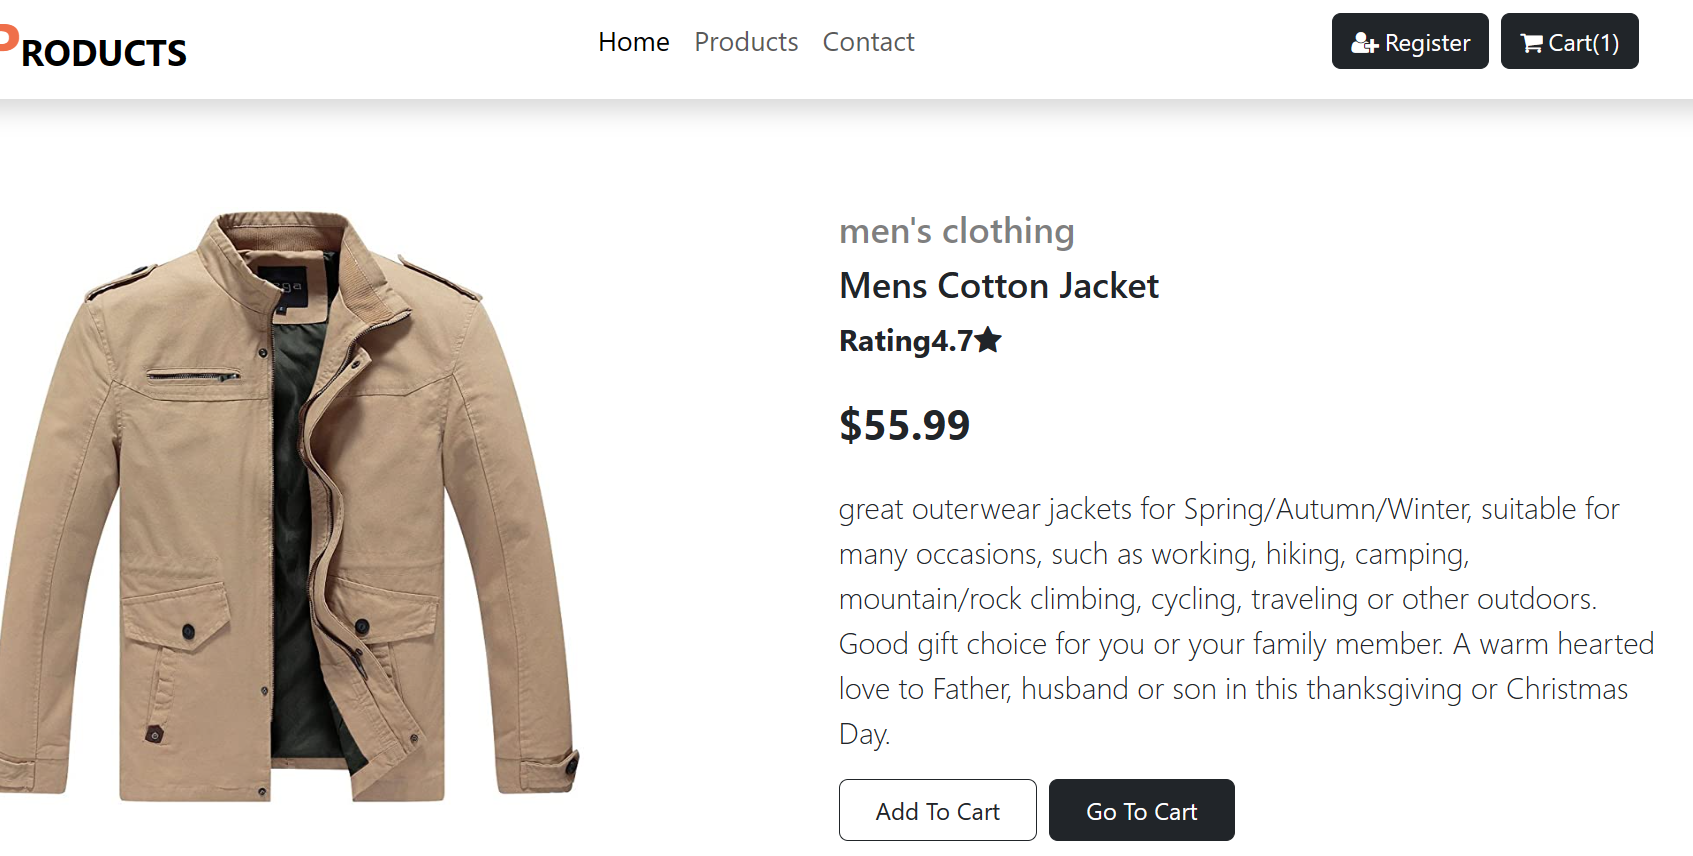 PRODUCTS
Home Products Contact
Register Cart(1)
men's clothing
Mens Cotton Jacket
Rating4.7
$55.99
great outerwear jackets for Spring/Autumn/Winter, suitable for
many occasions, such as working, hiking, camping,
mountain/rock climbing, cycling, traveling or other outdoors.
Good gift choice for you or your family member. A warm hearted
love to Father, husband or son in this thanksgiving or Christmas
Day.
Add To Cart Go To Cart